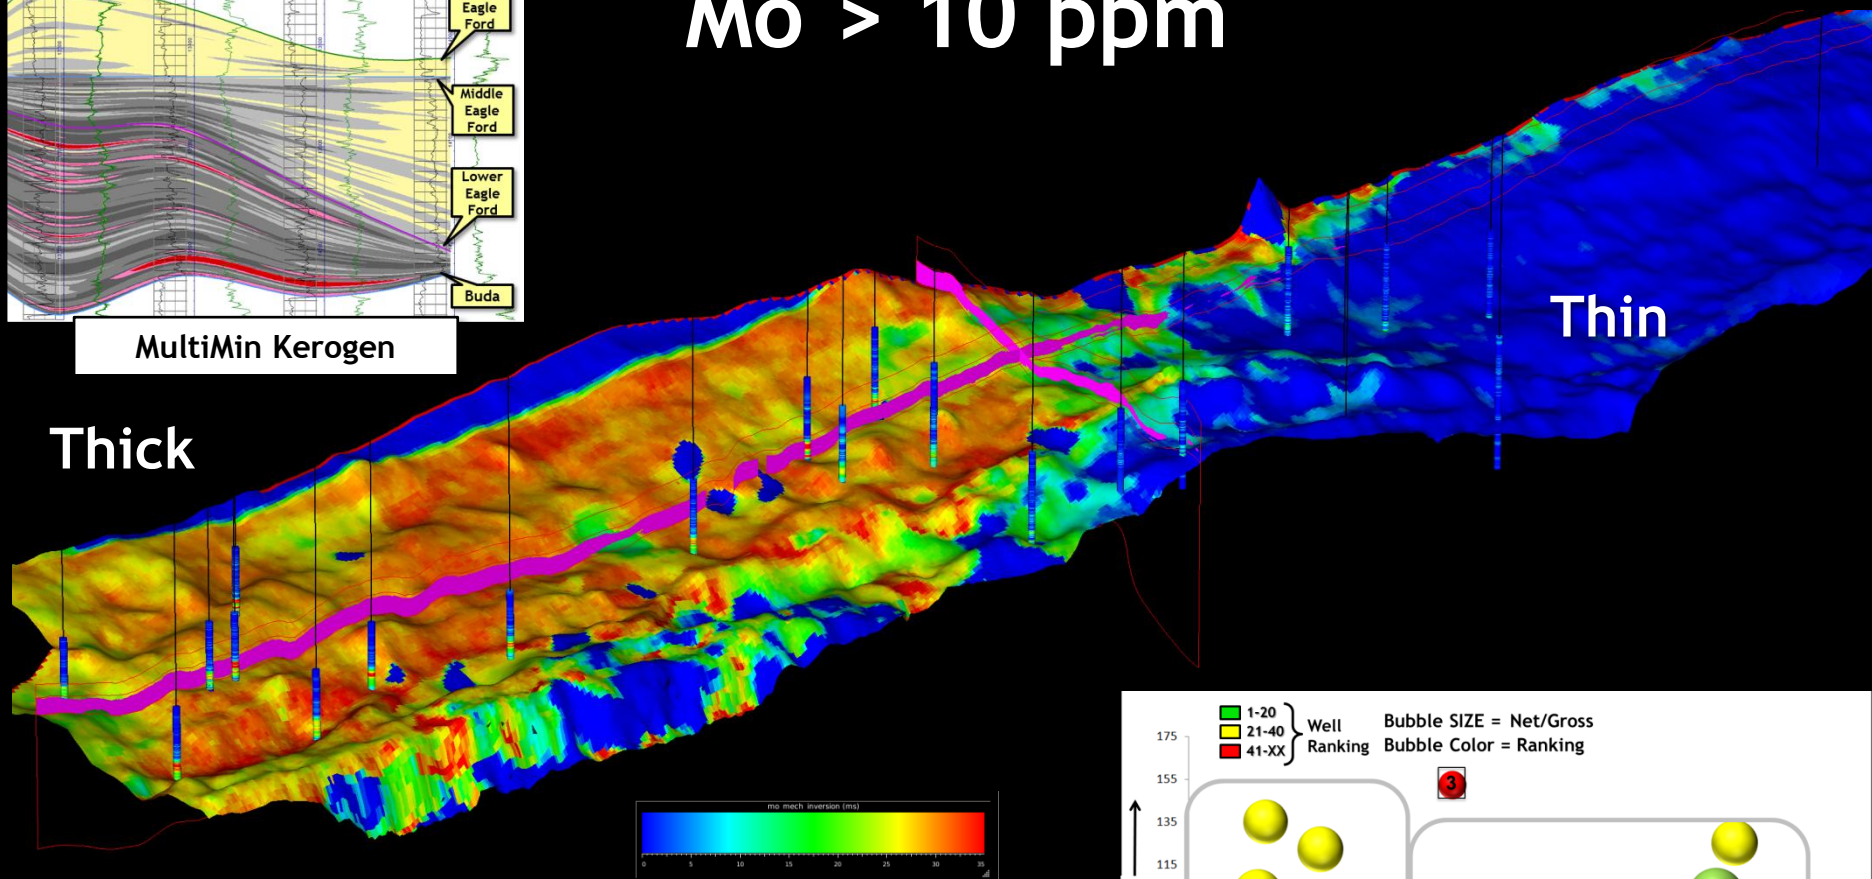 Mo > 10 ppm
Eagle
Ford
Middle
Eagle
Ford
Lower
Eagle
Ford
Buda
MultiMin Kerogen
Thick
Thin
mo mech inversion (ms)
0 5 10 15 20 25 30 35
1-20
21-40
41-XX
Well
Ranking
Bubble SIZE = Net/Gross
Bubble Color = Ranking
175
155
135
115
3